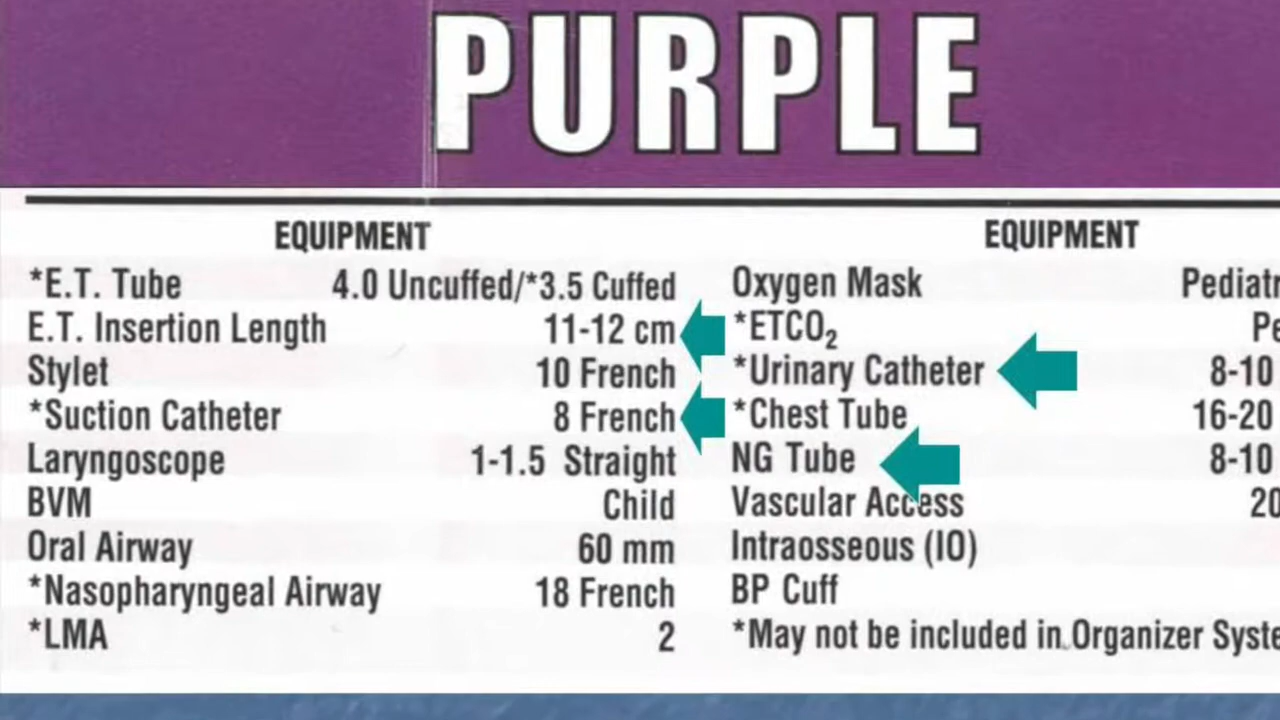 PURPLE
EQUIPMENT
*E.T. Tube 4.0 Uncuffed/*3.5 Cuffed
E.T. Insertion Length 11-12 cm
Stylet 10 French
*Suction Catheter 8 French
Laryngoscope 1-1.5 Straight
BVM Child
Oral Airway 60 mm
*Nasopharyngeal Airway 18 French
*LMA 2
EQUIPMENT
Oxygen Mask Pediatr
*ETCO₂ Pe
*Urinary Catheter 8-10
*Chest Tube 16-20
NG Tube 8-10
Vascular Access 20
Intraosseous (IO)
BP Cuff
*May not be included in Organizer Syste